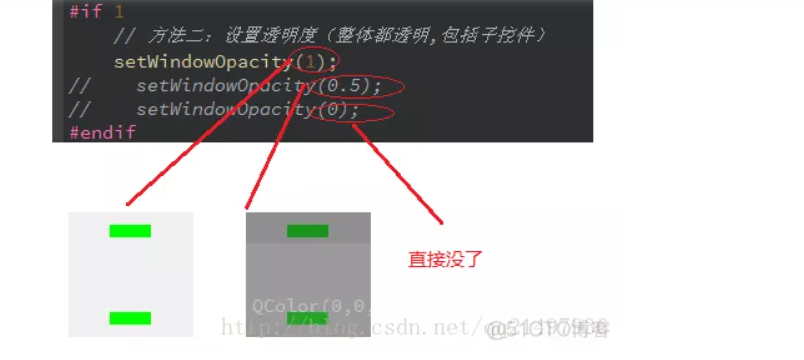 #if 1
// 方法二：设置透明度（整体都透明,包括子控件）
setWindowOpacity(1);
// setWindowOpacity(0.5);
// setWindowOpacity(0);
#endif
直接没了
QColor(0,0,
http://blog.csdn.net/
@51CTO博客